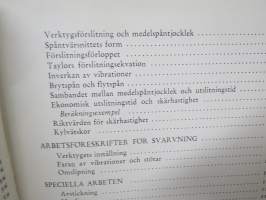 Verktygsförslitning och medelspåntjocklek
Spåntvärsnittets form
Förslitningsförloppet
Taylors förslitningsekvation
Inverkan av vibrationer
Brytspån och flytspån
Sambandet mellan medelspåntjocklek och utslitningstid
Ekonomisk utslitningstid och skärhastighet
Beräkningsexempel
Riktvärden för skärhastighet
Kylvätskor
ARBETSFÖRESKRIFTER FÖR SVARVNING
Verktygets inställning
Faran av vibrationer och stötar
Omslipning
SPECIELLA ARBETEN
Avstickning